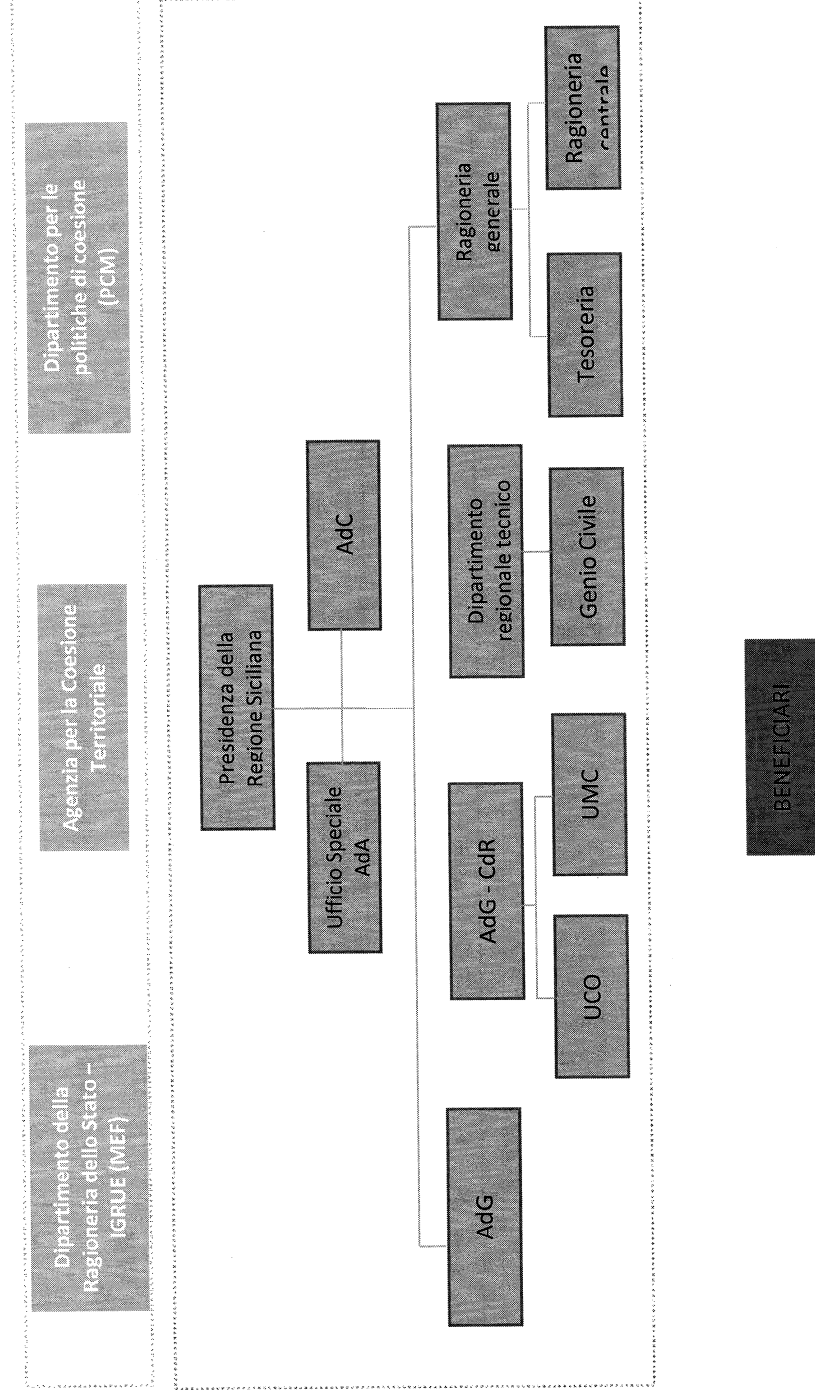 Dipartimento della
Ragioneria dello Stato –
IGRUE (MEF)
Agenzia per la Coesione
Territoriale
Dipartimento per le
politiche di coesione
(PCM)
Presidenza della
Regione Siciliana
Ufficio Speciale
AdA
AdC
AdG
AdG - CdR
Dipartimento
regionale tecnico
Ragioneria
generale
UCO
UMC
Genio Civile
Tesoreria
Ragioneria
centrale
BENEFICIARI